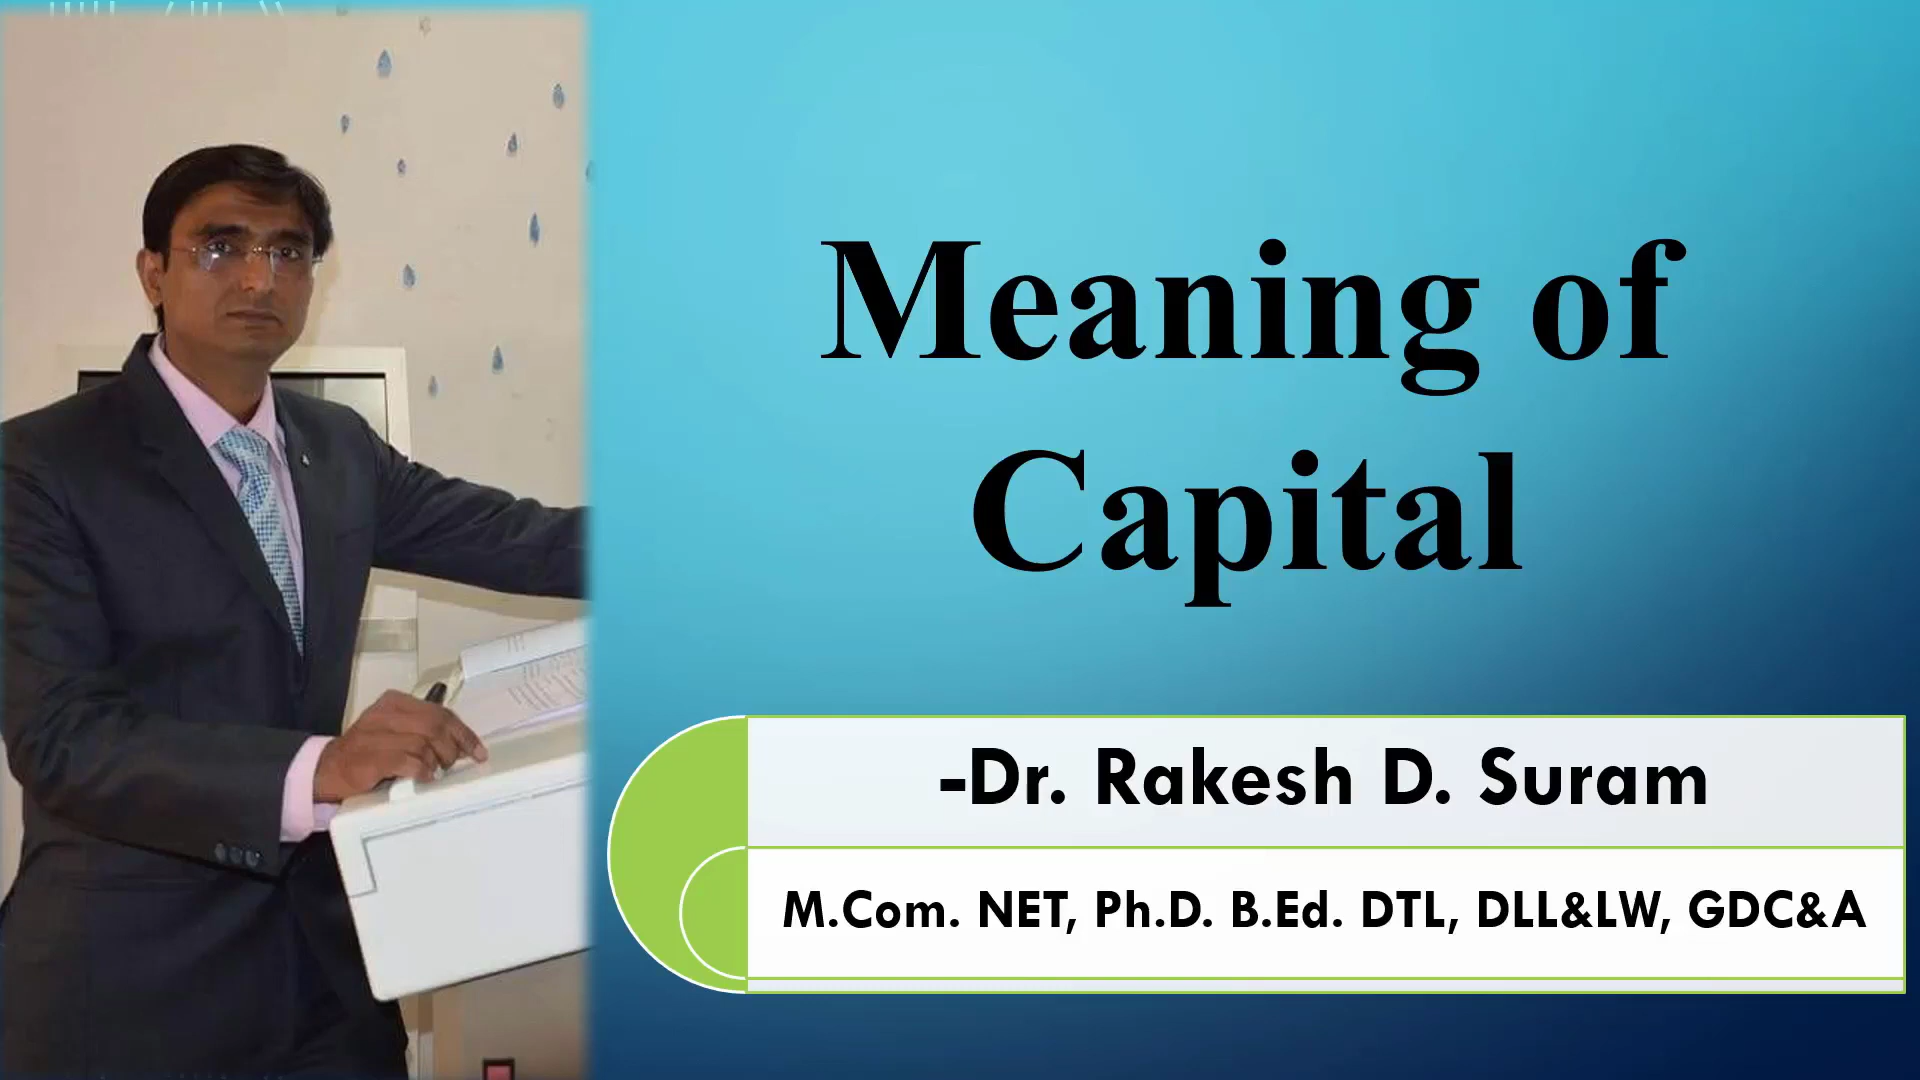 Meaning of
Capital
-Dr. Rakesh D. Suram
M.Com. NET, Ph.D. B.Ed. DTL, DLL&LW, GDC&A